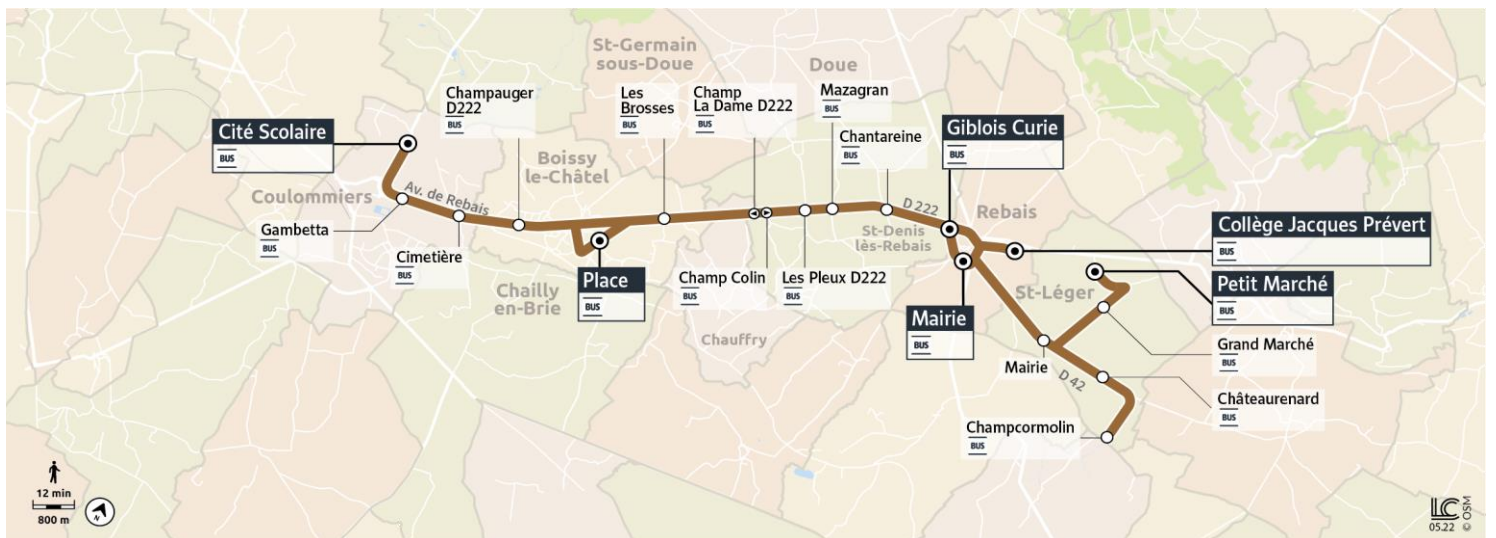 St-Germain
sous-Doue
Doue
Champauger
D222
BUS
Les
Brosses
BUS
Champ
La Dame D222
BUS
Mazagran
BUS
Chantareine
BUS
Giblois Curie
BUS
Cité Scolaire
BUS
Boissy
le-Châtel
Coulommiers
Av. de Rebais
D 222
Rebais
St-Denis
lès-Rebais
Collège Jacques Prévert
BUS
Gambetta
BUS
Cimetière
BUS
Place
BUS
Champ Colin
BUS
Les Pleux D222
BUS
Chailly
en-Brie
St-Léger
Petit Marché
BUS
Mairie
BUS
Chauffry
Grand Marché
BUS
Mairie
D 42
Châteaurenard
BUS
Champcormolin
BUS
12 min
800 m
N
LC
05.22 © OSM